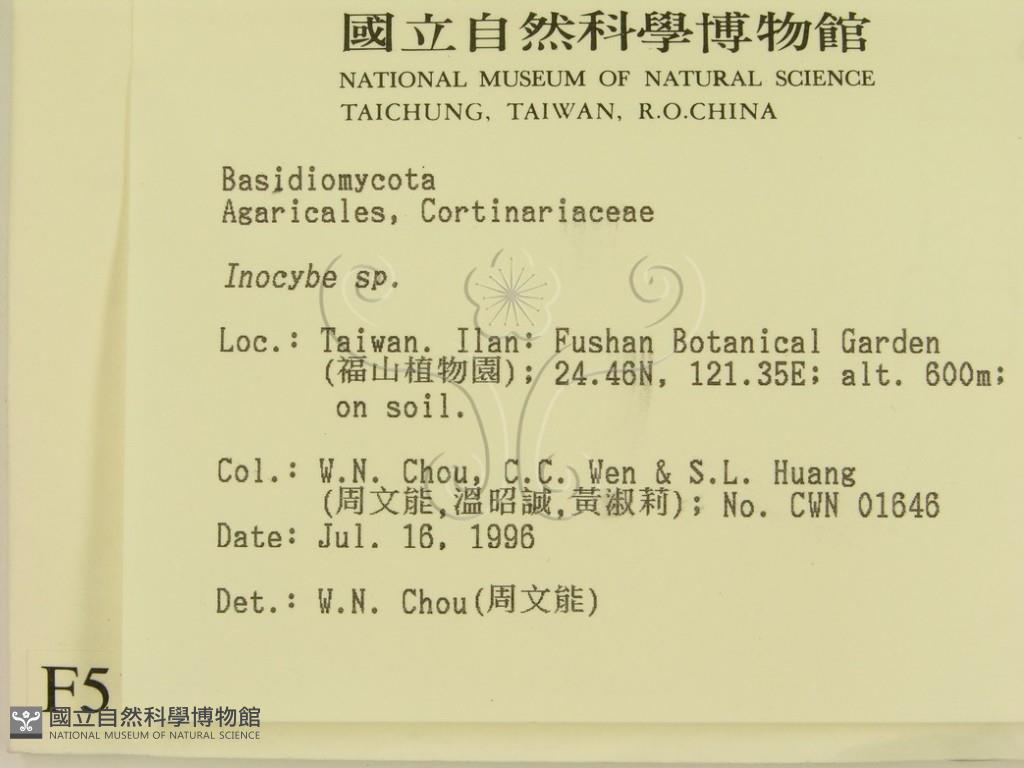 國立自然科學博物館
NATIONAL MUSEUM OF NATURAL SCIENCE
TAICHUNG, TAIWAN, R.O.CHINA
Basidiomycota
Agaricales, Cortinariaceae
Inocybe sp.
Loc.: Taiwan. Ilan: Fushan Botanical Garden
(福山植物園); 24.46N, 121.35E; alt. 600m;
on soil.
Col.: W.N. Chou, C.C. Wen & S.L. Huang
(周文能,溫昭誠,黃淑莉); No. CWN 01646
Date: Jul. 16, 1996
Det.: W.N. Chou(周文能)
F5
國立自然科學博物館
NATIONAL MUSEUM OF NATURAL SCIENCE